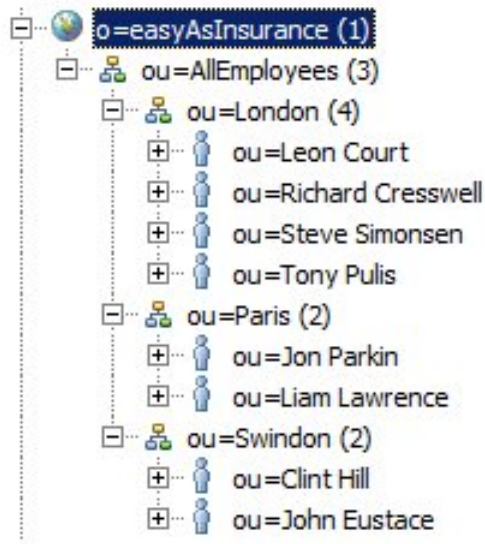 o=easyAsInsurance (1)
ou=AllEmployees (3)
ou=London (4)
ou=Leon Court
ou=Richard Cresswell
ou=Steve Simonsen
ou=Tony Pulis
ou=Paris (2)
ou=Jon Parkin
ou=Liam Lawrence
ou=Swindon (2)
ou=Clint Hill
ou=John Eustace